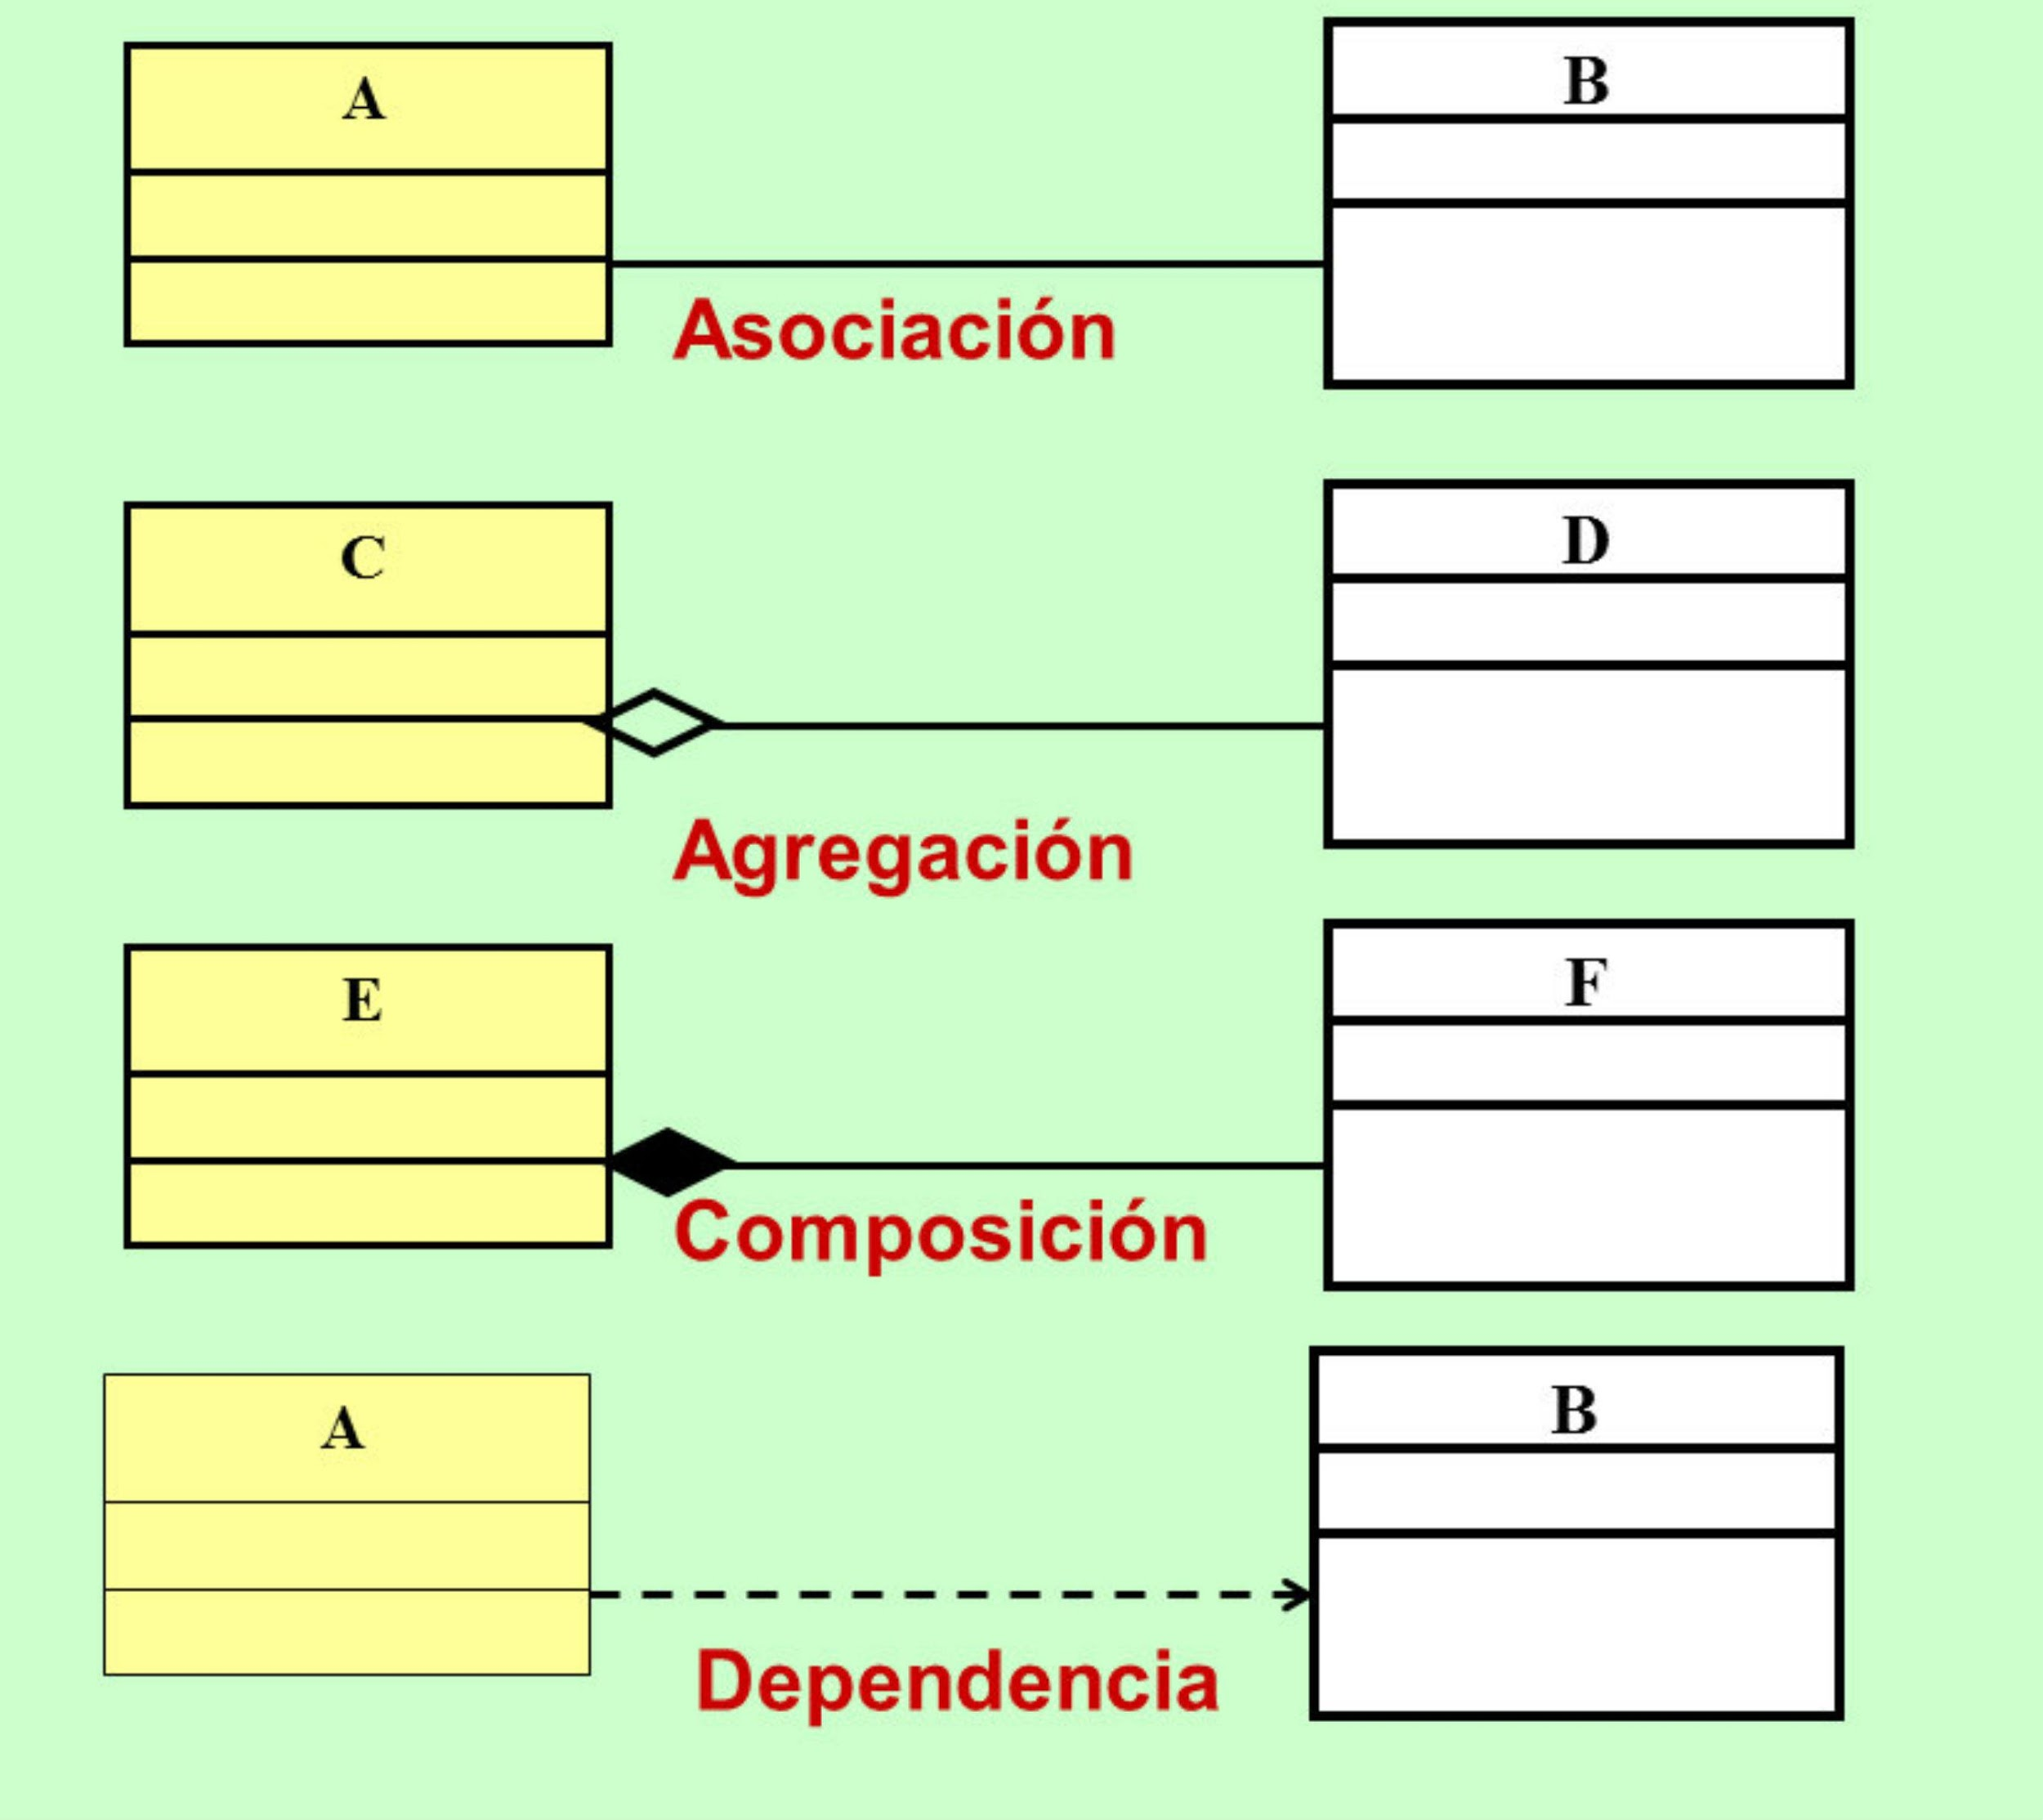 A
B
Asociación
C
D
Agregación
E
F
Composición
A
B
Dependencia